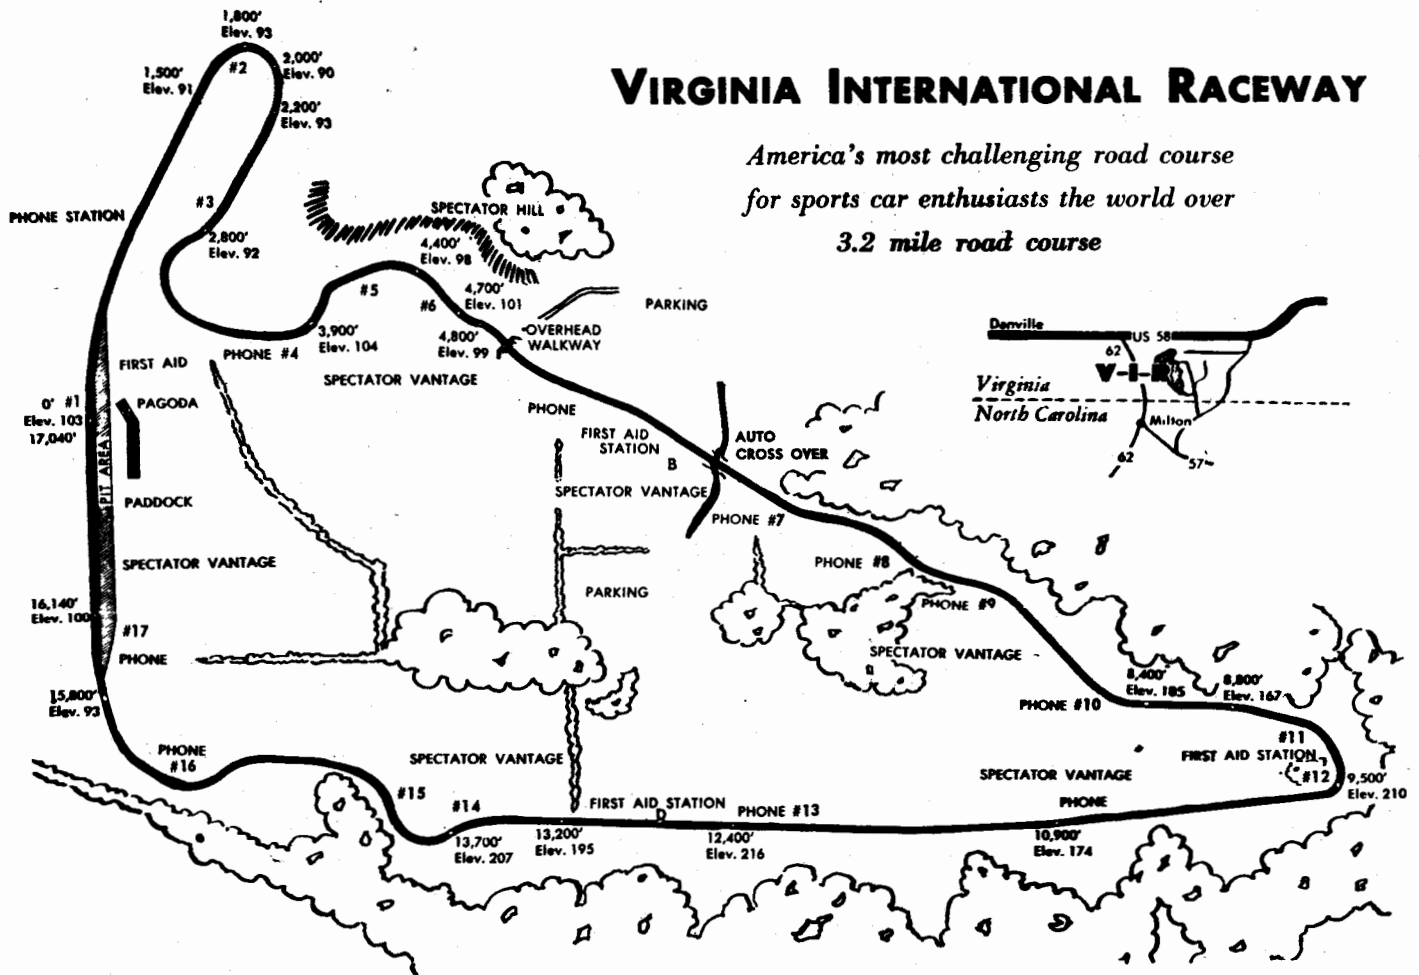 VIRGINIA INTERNATIONAL RACEWAY
America's most challenging road course
for sports car enthusiasts the world over
3.2 mile road course
1,800'
Elev. 93
#2
2,000'
Elev. 90
1,500'
Elev. 91
2,200'
Elev. 93
#3
PHONE STATION
2,800'
Elev. 92
SPECTATOR HILL
4,400'
Elev. 98
#5
#6
4,700'
Elev. 101
PARKING
3,900'
Elev. 104
4,800'
Elev. 99
OVERHEAD
WALKWAY
PHONE #4
FIRST AID
SPECTATOR VANTAGE
Danville
US 58
62
V-I-R
Virginia
North Carolina
Milton
62
57
0' #1
Elev. 103
17,040'
PAGODA
PIT AREA
PADDOCK
PHONE
FIRST AID
STATION
B
AUTO
CROSS OVER
SPECTATOR VANTAGE
PHONE #7
SPECTATOR VANTAGE
PHONE #8
PARKING
PHONE #9
16,140'
Elev. 100
#17
PHONE
SPECTATOR VANTAGE
8,400'
Elev. 185
8,800'
Elev. 167
15,800'
Elev. 93
PHONE #10
#11
PHONE
#16
SPECTATOR VANTAGE
FIRST AID STATION
SPECTATOR VANTAGE
#12
9,500'
Elev. 210
#15
#14
FIRST AID STATION
D
PHONE #13
PHONE
13,700'
Elev. 207
13,200'
Elev. 195
12,400'
Elev. 216
10,900'
Elev. 174